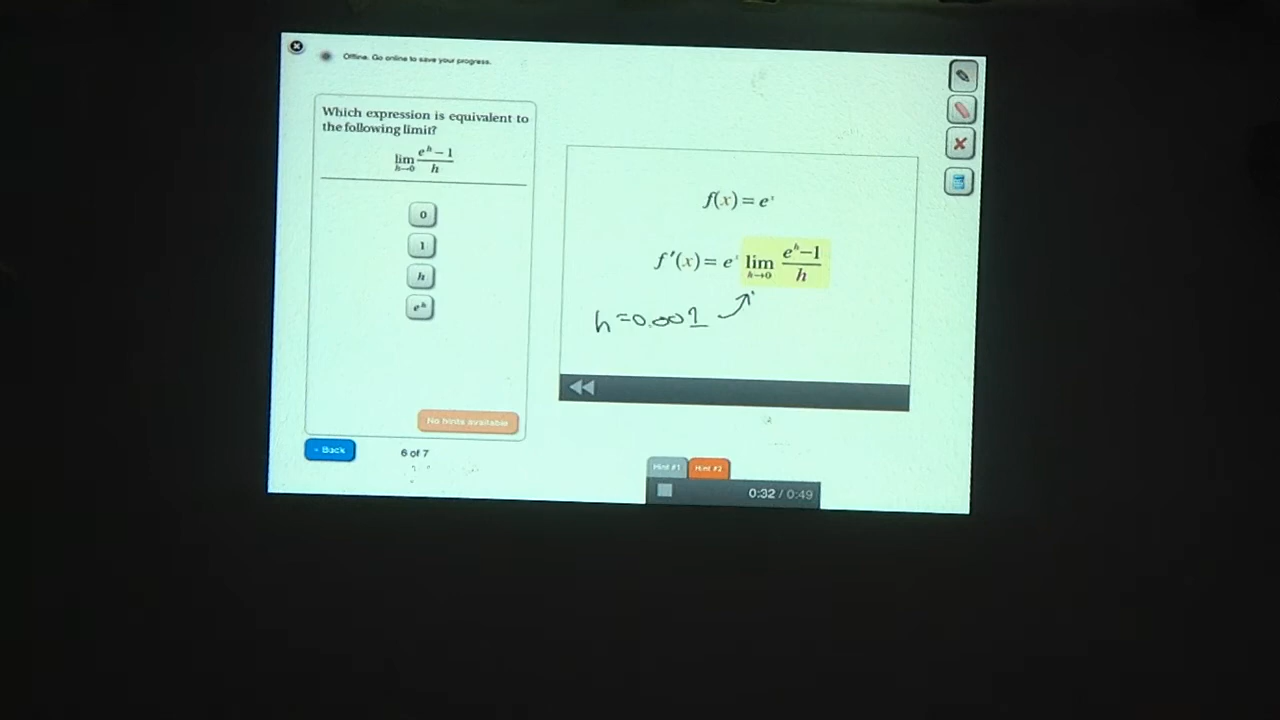 Offline. Go online to save your progress.
Which expression is equivalent to
the following limit?
lim h→0 (e^h − 1)/h
0
1
h
e^h
No hints available
‹ Back
6 of 7
f(x) = e^x
f'(x) = e^x lim h→0 (e^h − 1)/h
h = 0.001
Hint #1
Hint #2
0:32 / 0:49